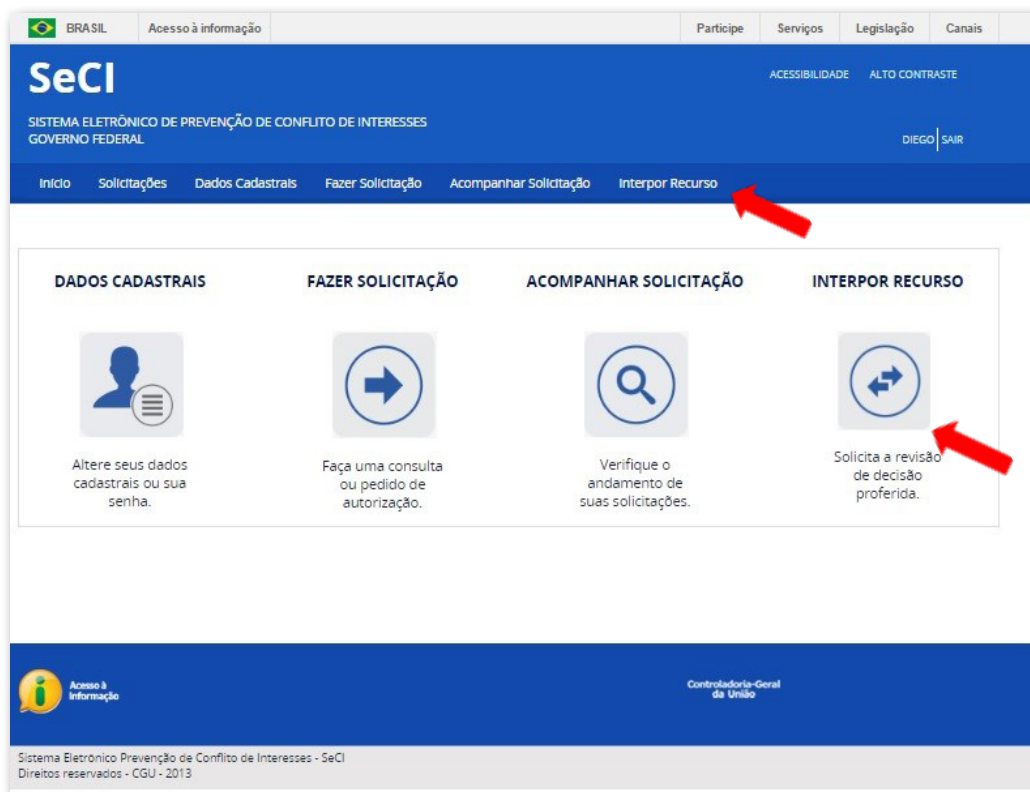 BRASIL Acesso à informação Participe Serviços Legislação Canais
SeCI
ACESSIBILIDADE ALTO CONTRASTE
SISTEMA ELETRÔNICO DE PREVENÇÃO DE CONFLITO DE INTERESSES
GOVERNO FEDERAL
DIEGO SAIR
Início Solicitações Dados Cadastrais Fazer Solicitação Acompanhar Solicitação Interpor Recurso
DADOS CADASTRAIS
Altere seus dados
cadastrais ou sua
senha.
FAZER SOLICITAÇÃO
Faça uma consulta
ou pedido de
autorização.
ACOMPANHAR SOLICITAÇÃO
Verifique o
andamento de
suas solicitações.
INTERPOR RECURSO
Solicita a revisão
de decisão
proferida.
Acesso à
Informação
Controladoria-Geral
da União
Sistema Eletrônico Prevenção de Conflito de Interesses - SeCI
Direitos reservados - CGU - 2013